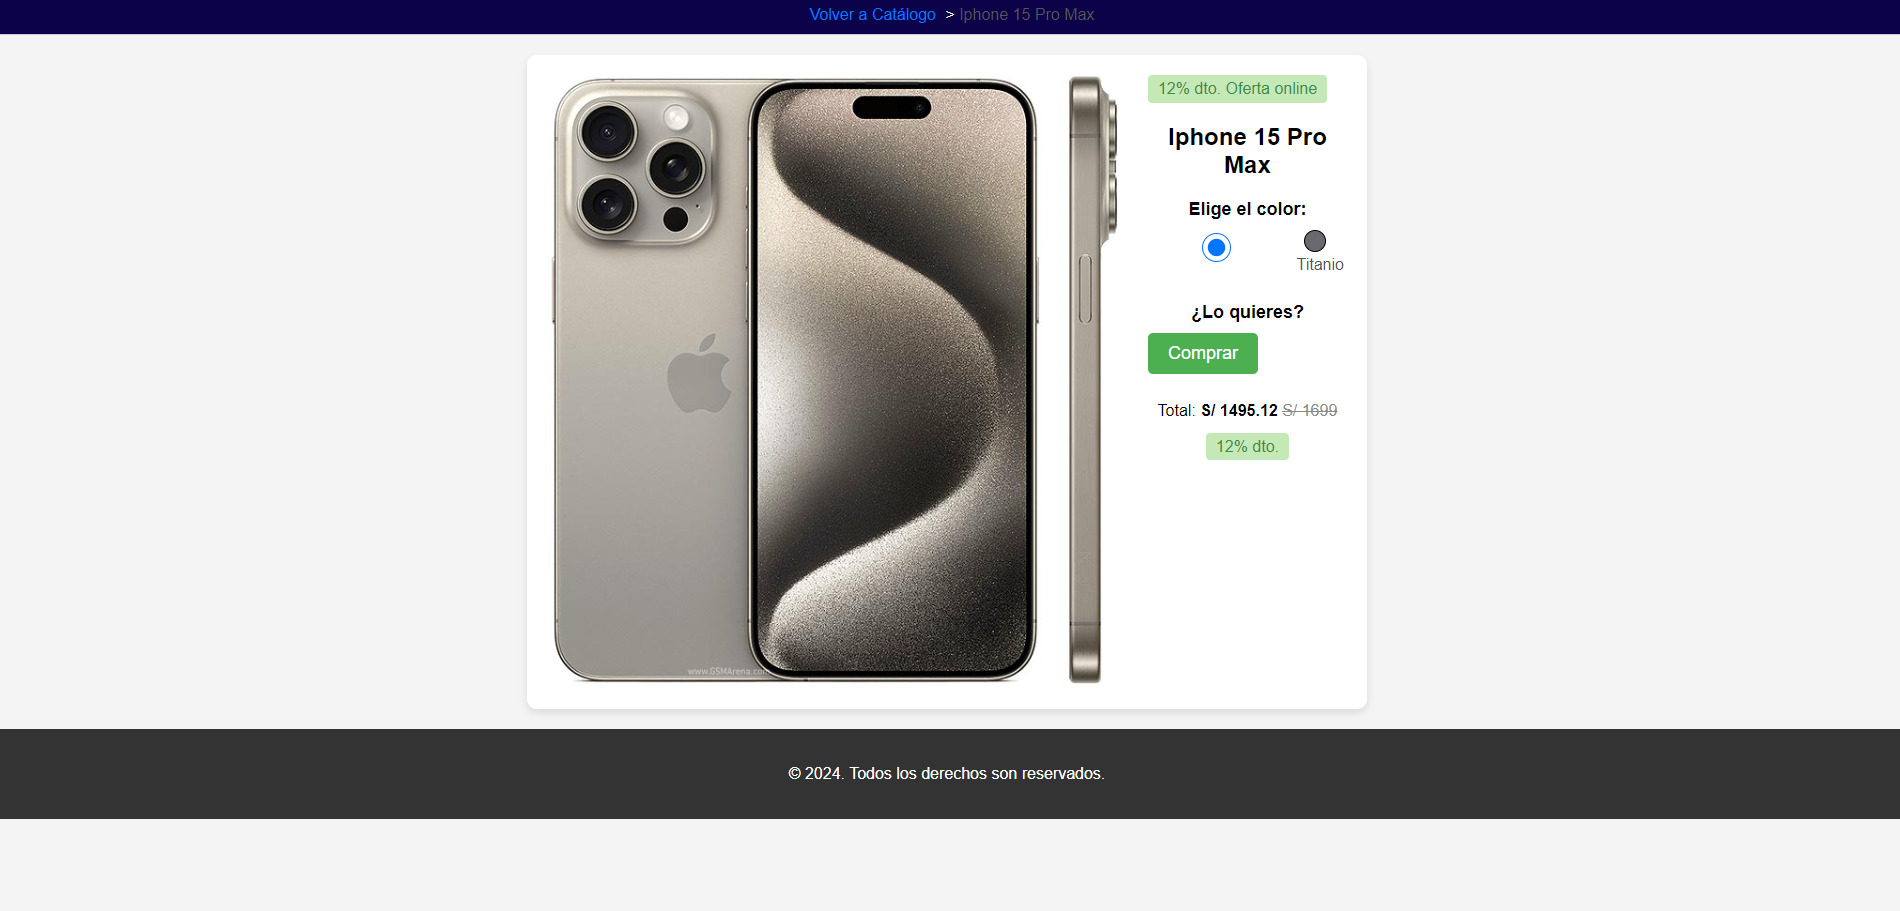 Volver a Catálogo > Iphone 15 Pro Max
12% dto. Oferta online
Iphone 15 Pro
Max
Elige el color:
Titanio
¿Lo quieres?
Comprar
Total: S/ 1495.12 S/ 1699
12% dto.
www.GSMArena.com
© 2024. Todos los derechos son reservados.